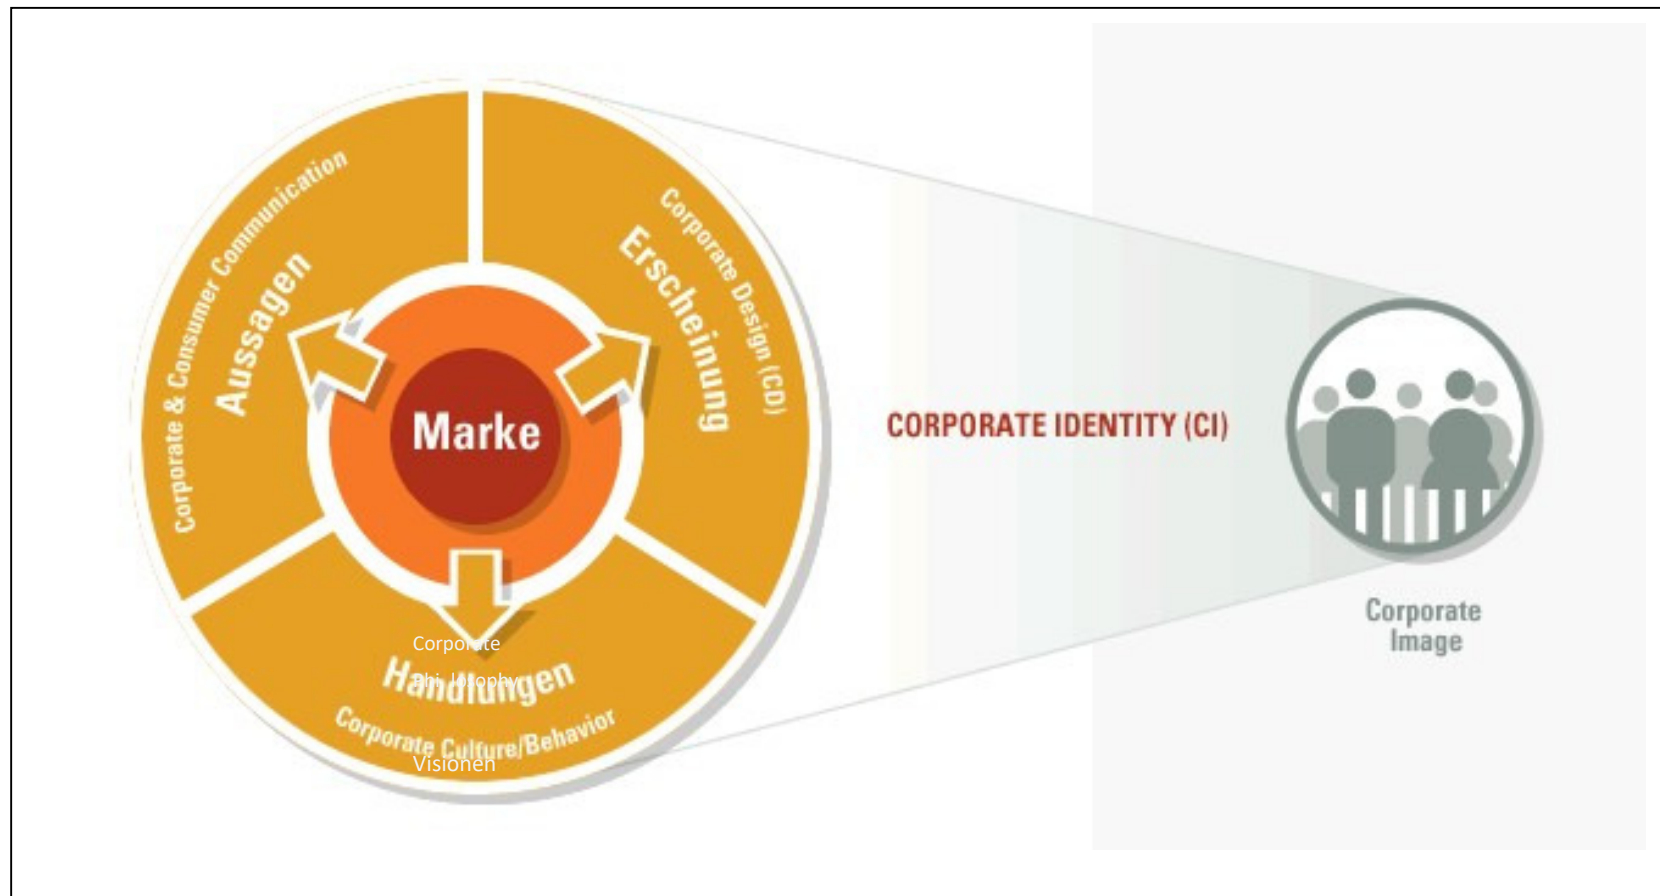 Corporate & Consumer Communication
Aussagen
Corporate Design (CD)
Erscheinung
Marke
Corporate
Handlungen
Corporate Culture/Behavior
Visionen
CORPORATE IDENTITY (CI)
Corporate
Image